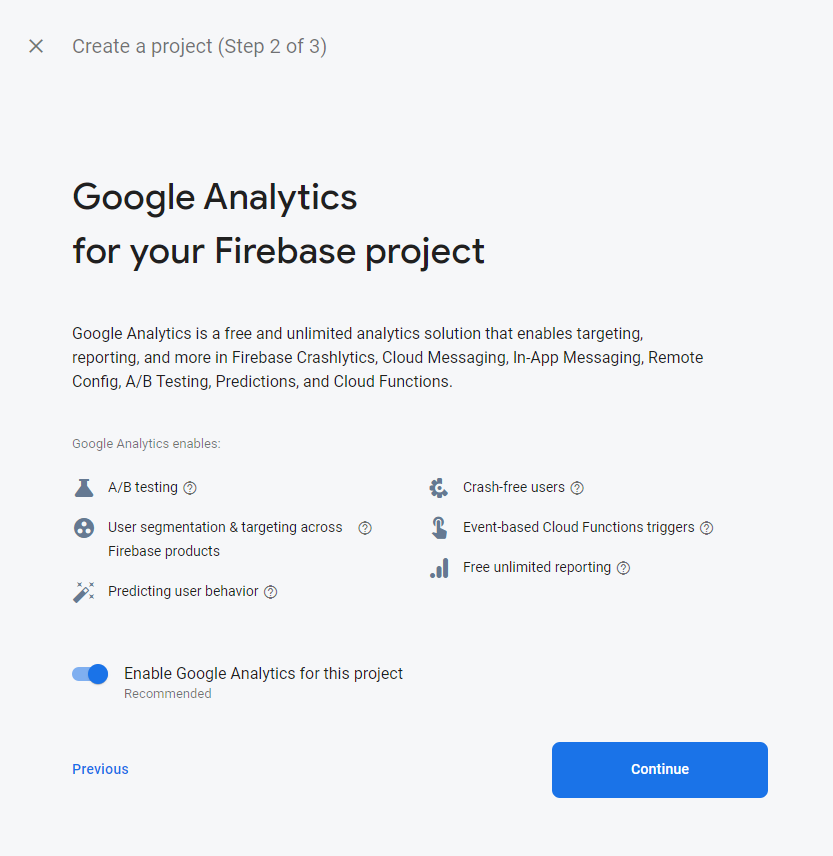 Create a project (Step 2 of 3)
Google Analytics
for your Firebase project
Google Analytics is a free and unlimited analytics solution that enables targeting,
reporting, and more in Firebase Crashlytics, Cloud Messaging, In-App Messaging, Remote
Config, A/B Testing, Predictions, and Cloud Functions.
Google Analytics enables:
A/B testing
User segmentation & targeting across
Firebase products
Predicting user behavior
Crash-free users
Event-based Cloud Functions triggers
Free unlimited reporting
Enable Google Analytics for this project
Recommended
Previous
Continue